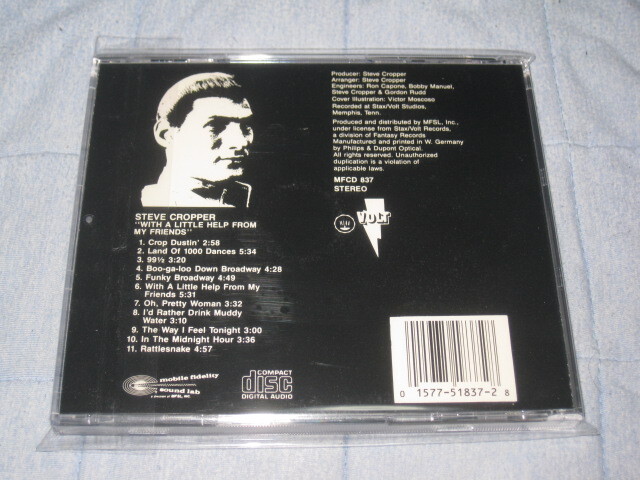 Producer: Steve Cropper
Arranger: Steve Cropper
Engineers: Ron Capone, Bobby Manuel,
Steve Cropper & Gordon Rudd
Cover Illustration: Victor Moscoso
Recorded at Stax/Volt Studios,
Memphis, Tenn.
Produced and distributed by MFSL, Inc.,
under license from Stax/Volt Records,
a division of Fantasy Records
Manufactured and printed in W. Germany
by Philips & Dupont Optical.
All rights reserved. Unauthorized
duplication is a violation of
applicable laws.
MFCD 837
STEREO
VOLT
STEVE CROPPER
"WITH A LITTLE HELP FROM
MY FRIENDS"
1. Crop Dustin' 2:58
2. Land Of 1000 Dances 5:34
3. 99½ 3:20
4. Boo-ga-loo Down Broadway 4:28
5. Funky Broadway 4:49
6. With A Little Help From My
Friends 5:31
7. Oh, Pretty Woman 3:32
8. I'd Rather Drink Muddy
Water 3:10
9. The Way I Feel Tonight 3:00
10. In The Midnight Hour 3:36
11. Rattlesnake 4:57
mobile fidelity
sound lab
a division of MFSL, INC.
COMPACT
disc
DIGITAL AUDIO
0 1577-51837-2 8